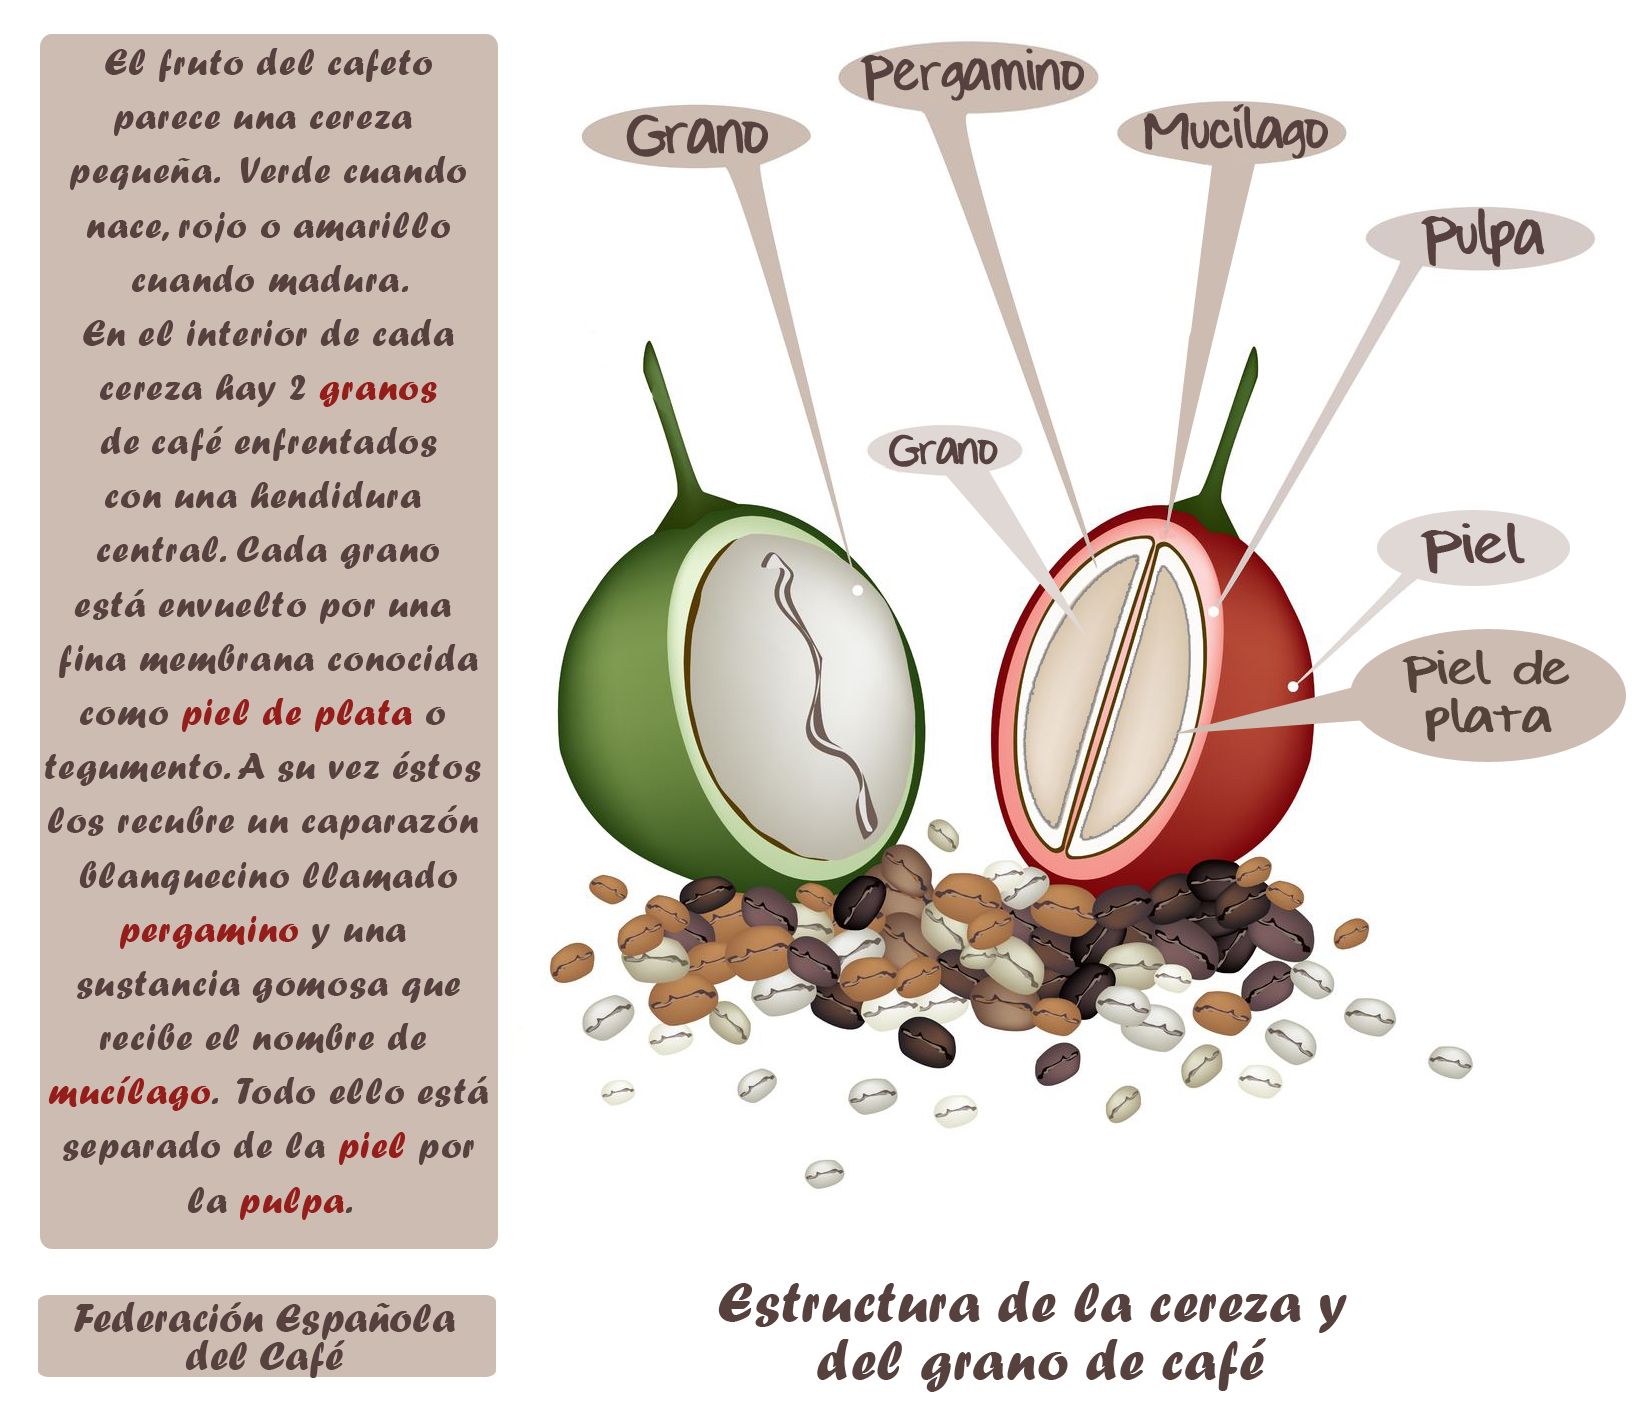 El fruto del cafeto
parece una cereza
pequeña. Verde cuando
nace, rojo o amarillo
cuando madura.
En el interior de cada
cereza hay 2 granos
de café enfrentados
con una hendidura
central. Cada grano
está envuelto por una
fina membrana conocida
como piel de plata o
tegumento. A su vez éstos
los recubre un caparazón
blanquecino llamado
pergamino y una
sustancia gomosa que
recibe el nombre de
mucílago. Todo ello está
separado de la piel por
la pulpa.
Federación Española
del Café
Pergamino
Grano
Mucílago
Pulpa
Grano
Piel
Piel de
plata
Estructura de la cereza y
del grano de café